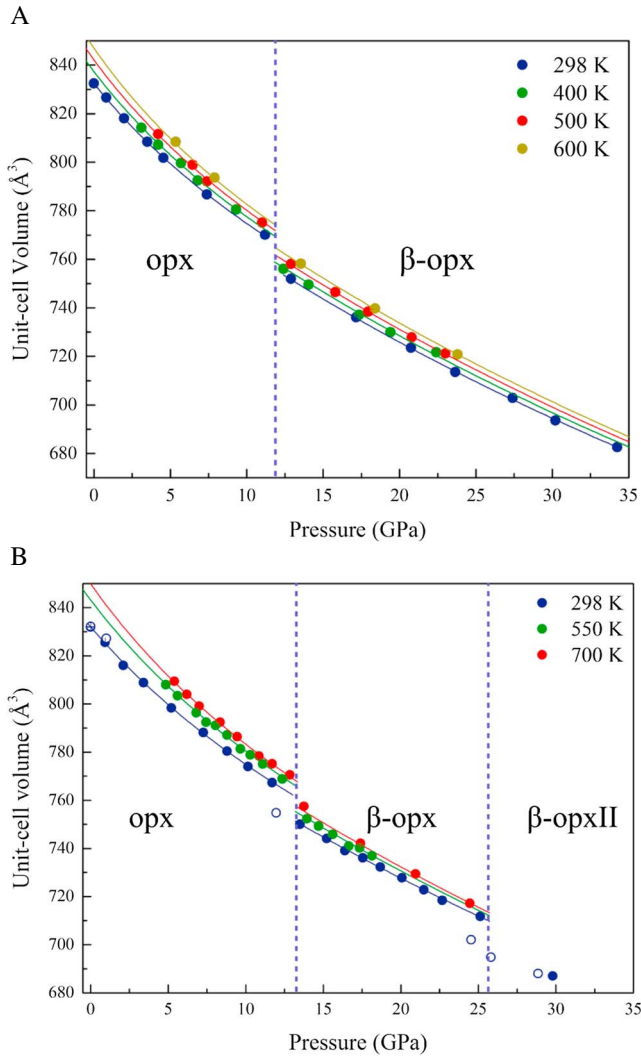 A
840
820
800
780
760
740
720
700
680
Unit-cell Volume (Å³)
298 K
400 K
500 K
600 K
opx
β-opx
0 5 10 15 20 25 30 35
Pressure (GPa)
B
840
820
800
780
760
740
720
700
680
Unit-cell volume (Å³)
298 K
550 K
700 K
opx
β-opx
β-opxII
0 5 10 15 20 25 30 35
Pressure (GPa)